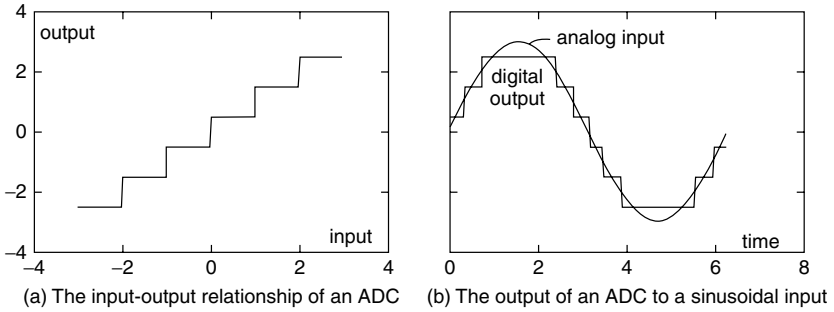 output
4
2
0
−2
−4
input
−4
−2
0
2
4
(a) The input-output relationship of an ADC
analog input
digital
output
time
0
2
4
6
8
(b) The output of an ADC to a sinusoidal input